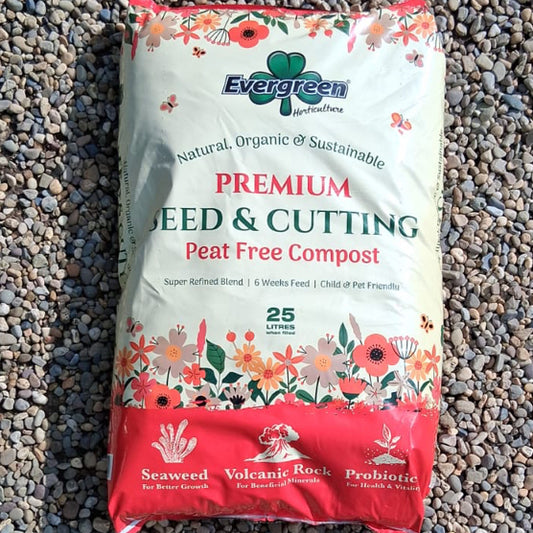 Evergreen®
Horticulture
Natural, Organic & Sustainable
PREMIUM
SEED & CUTTING
Peat Free Compost
Super Refined Blend | 6 Weeks Feed | Child & Pet Friendly
25
LITRES
when filled
Seaweed
For Better Growth
Volcanic Rock
For Beneficial Minerals
Probiotic
For Health & Vitality